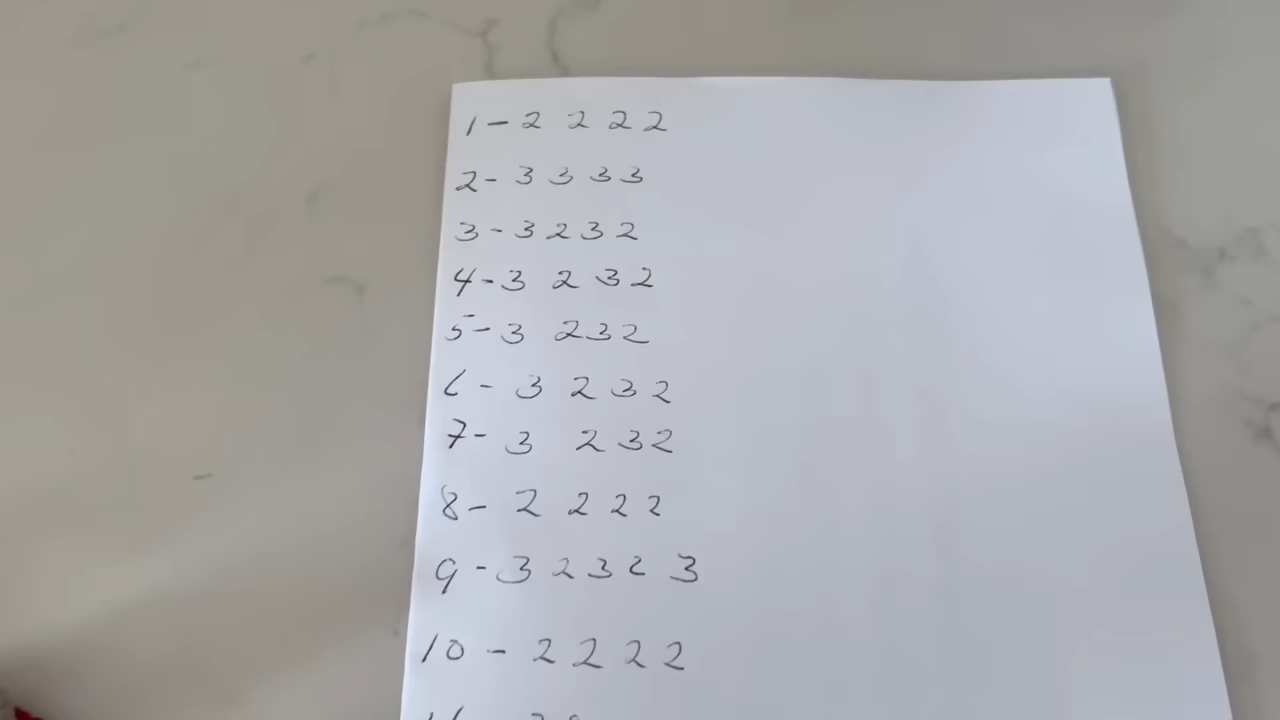 1 - 2 2 2 2
2 - 3 3 3 3
3 - 3 2 3 2
4 - 3 2 3 2
5 - 3 2 3 2
6 - 3 2 3 2
7 - 3 2 3 2
8 - 2 2 2 2
9 - 3 2 3 2 3
10 - 2 2 2 2